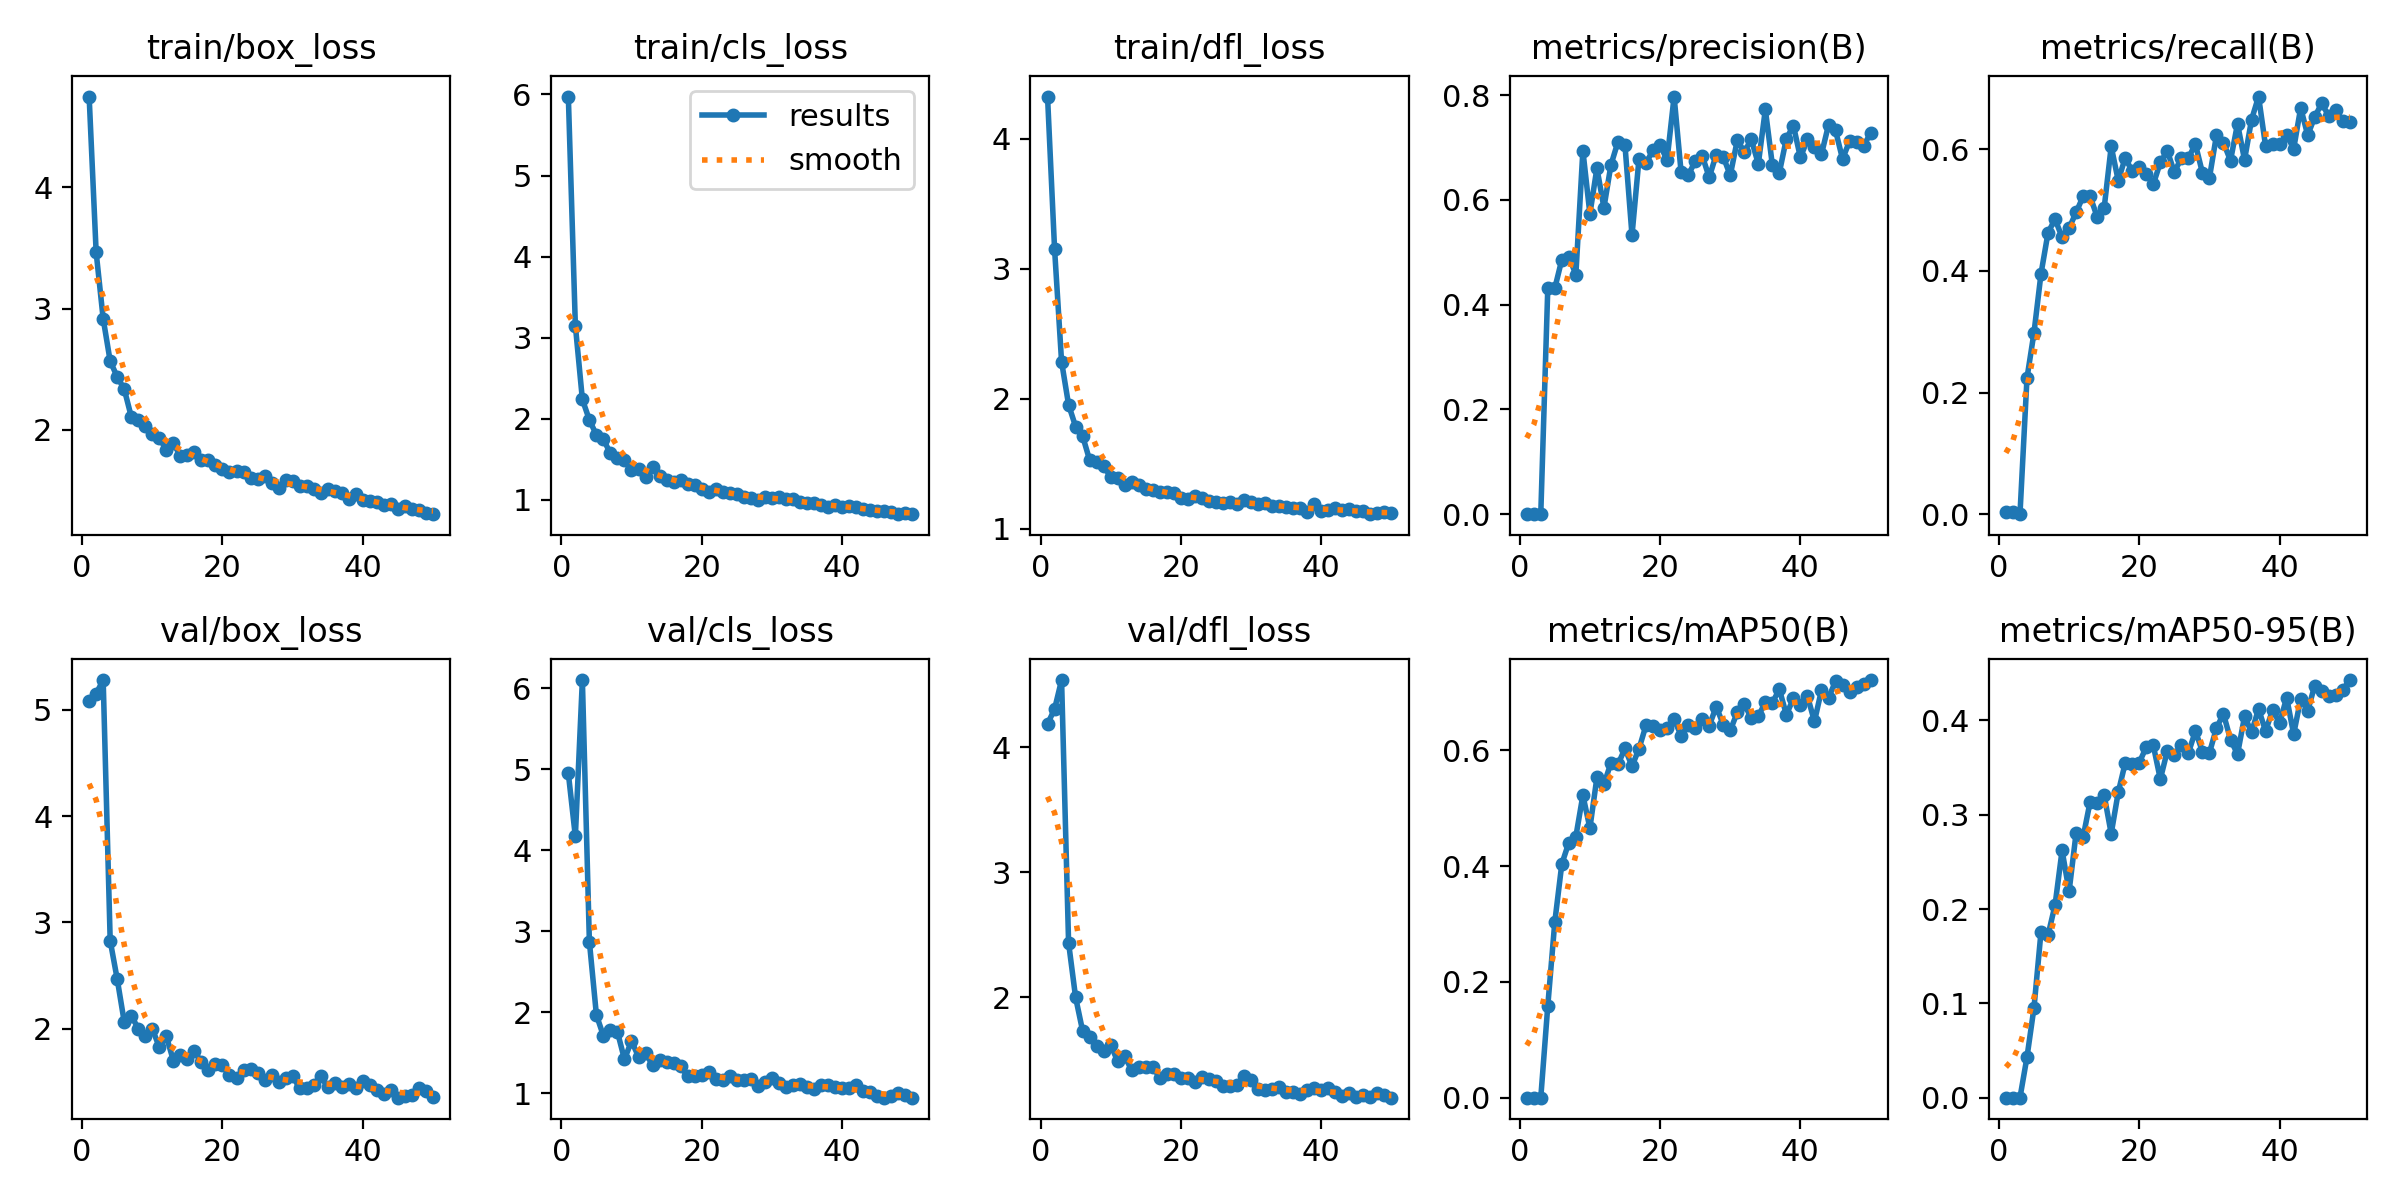 train/box_loss
4
3
2
0 20 40
train/cls_loss
results
smooth
6
5
4
3
2
1
0 20 40
train/dfl_loss
4
3
2
1
0 20 40
metrics/precision(B)
0.8
0.6
0.4
0.2
0.0
0 20 40
metrics/recall(B)
0.6
0.4
0.2
0.0
0 20 40
val/box_loss
5
4
3
2
0 20 40
val/cls_loss
6
5
4
3
2
1
0 20 40
val/dfl_loss
4
3
2
0 20 40
metrics/mAP50(B)
0.6
0.4
0.2
0.0
0 20 40
metrics/mAP50-95(B)
0.4
0.3
0.2
0.1
0.0
0 20 40